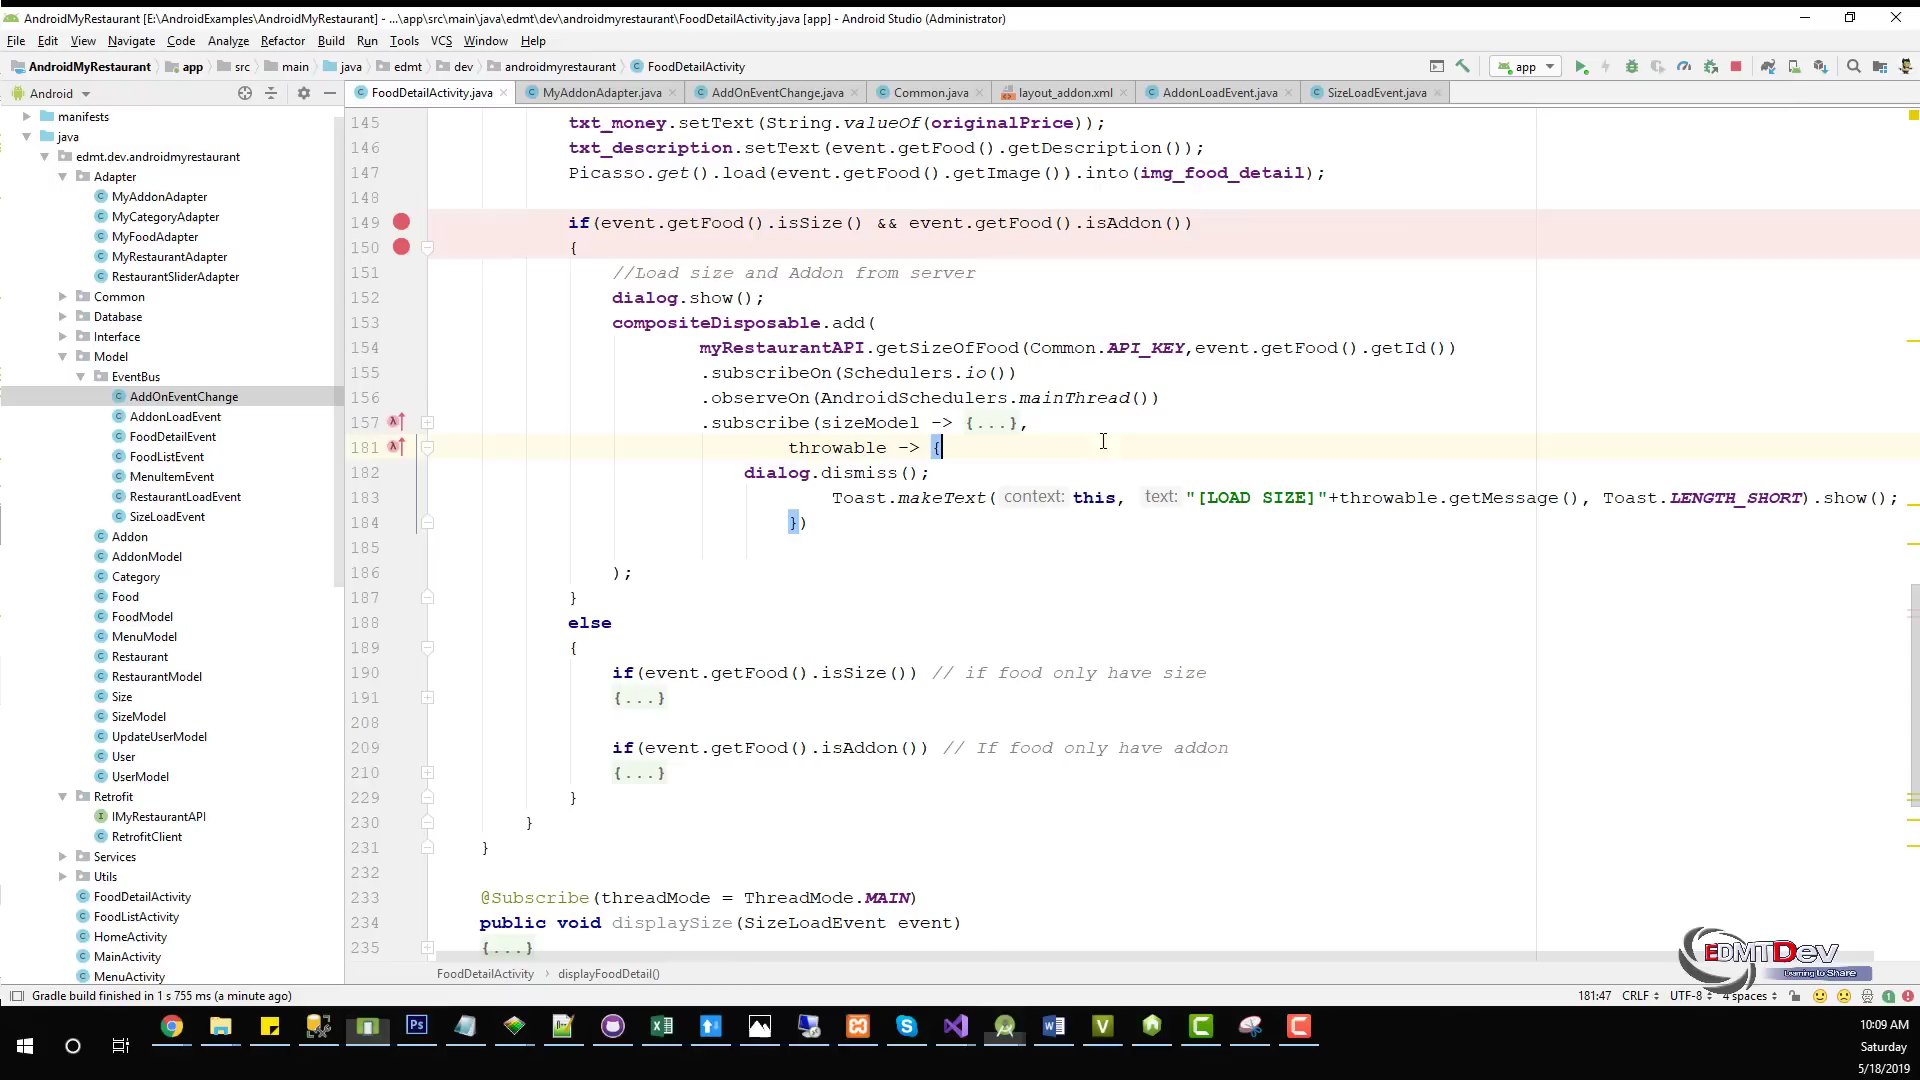 AndroidMyRestaurant [E:\AndroidExamples\AndroidMyRestaurant] - ...\app\src\main\java\edmt\dev\androidmyrestaurant\FoodDetailActivity.java [app] - Android Studio (Administrator)
File Edit View Navigate Code Analyze Refactor Build Run Tools VCS Window Help
AndroidMyRestaurant app src main java edmt dev androidmyrestaurant FoodDetailActivity app
Android FoodDetailActivity.java MyAddonAdapter.java AddOnEventChange.java Common.java layout_addon.xml AddonLoadEvent.java SizeLoadEvent.java
manifests
java
edmt.dev.androidmyrestaurant
Adapter
MyAddonAdapter
MyCategoryAdapter
MyFoodAdapter
MyRestaurantAdapter
RestaurantSliderAdapter
Common
Database
Interface
Model
EventBus
AddOnEventChange
AddonLoadEvent
FoodDetailEvent
FoodListEvent
MenuItemEvent
RestaurantLoadEvent
SizeLoadEvent
Addon
AddonModel
Category
Food
FoodModel
MenuModel
Restaurant
RestaurantModel
Size
SizeModel
UpdateUserModel
User
UserModel
Retrofit
IMyRestaurantAPI
RetrofitClient
Services
Utils
FoodDetailActivity
FoodListActivity
HomeActivity
MainActivity
MenuActivity
145 txt_money.setText(String.valueOf(originalPrice));
146 txt_description.setText(event.getFood().getDescription());
147 Picasso.get().load(event.getFood().getImage()).into(img_food_detail);
148
149 if(event.getFood().isSize() && event.getFood().isAddon())
150 {
151 //Load size and Addon from server
152 dialog.show();
153 compositeDisposable.add(
154 myRestaurantAPI.getSizeOfFood(Common.API_KEY,event.getFood().getId())
155 .subscribeOn(Schedulers.io())
156 .observeOn(AndroidSchedulers.mainThread())
157 .subscribe(sizeModel -> {...},
181 throwable -> {
182 dialog.dismiss();
183 Toast.makeText( context: this, text: "[LOAD SIZE]"+throwable.getMessage(), Toast.LENGTH_SHORT).show();
184 })
185
186 );
187 }
188 else
189 {
190 if(event.getFood().isSize()) // if food only have size
191 {...}
208
209 if(event.getFood().isAddon()) // If food only have addon
210 {...}
229 }
230 }
231 }
232
233 @Subscribe(threadMode = ThreadMode.MAIN)
234 public void displaySize(SizeLoadEvent event)
235 {...}
EDMTDev
Learning to Share
FoodDetailActivity displayFoodDetail()
Gradle build finished in 1 s 755 ms (a minute ago) 181:47 CRLF UTF-8 4 spaces 1
10:09 AM
Saturday
5/18/2019